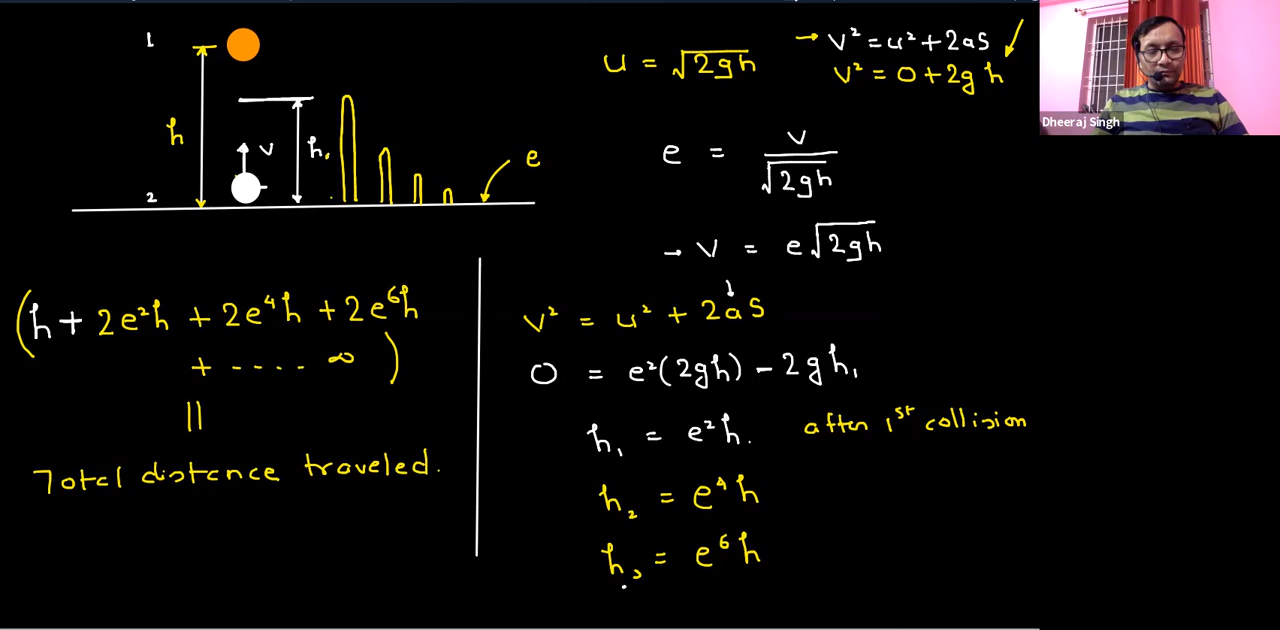 1
h
v
h₁
2
e
u = √2gh
→ v² = u² + 2as
v² = 0 + 2gh
Dheeraj Singh
e = v / √2gh
→ v = e√2gh
(h + 2e²h + 2e⁴h + 2e⁶h
+ ---- ∞ )
||
Total distance traveled.
v² = u² + 2as
0 = e²(2gh) - 2gh₁
h₁ = e²h. after 1st collision
h₂ = e⁴h
h₃ = e⁶h